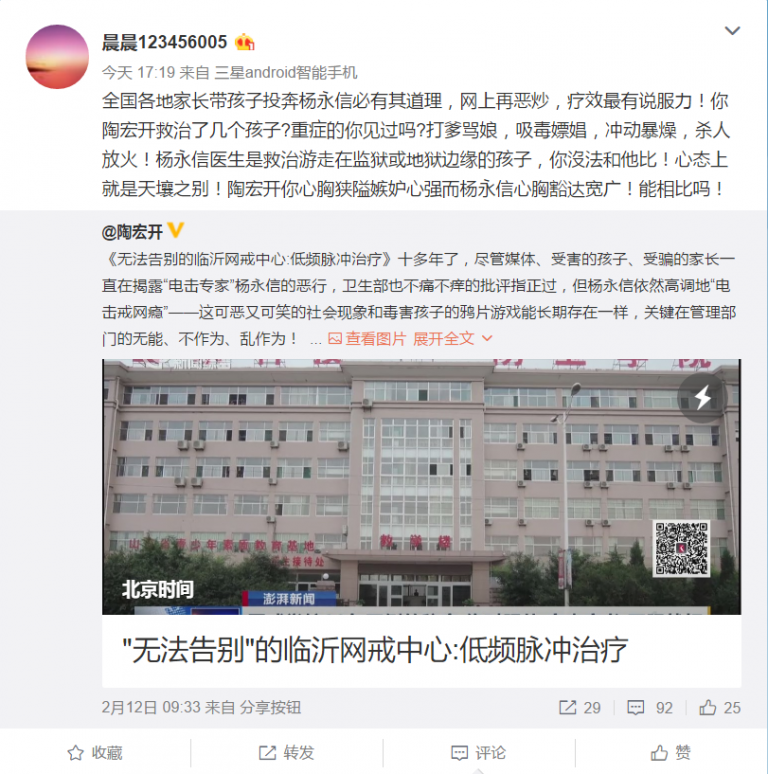 晨晨123456005
今天 17:19 来自 三星android智能手机
全国各地家长带孩子投奔杨永信必有其道理，网上再恶炒，疗效最有说服力！你
陶宏开救治了几个孩子?重症的你见过吗?打爹骂娘，吸毒嫖娼，冲动暴燥，杀人
放火！杨永信医生是救治游走在监狱或地狱边缘的孩子，你没法和他比！心态上
就是天壤之别！陶宏开你心胸狭隘嫉妒心强而杨永信心胸豁达宽广！能相比吗！
@陶宏开
《无法告别的临沂网戒中心:低频脉冲治疗》十多年了，尽管媒体、受害的孩子、受骗的家长一
直在揭露“电击专家”杨永信的恶行，卫生部也不痛不痒的批评指正过，但杨永信依然高调地“电
击戒网瘾”——这可恶又可笑的社会现象和毒害孩子的鸦片游戏能长期存在一样，关键在管理部
门的无能、不作为、乱作为！ ... 查看图片 展开全文
青少年素质教育基地
教学楼
生接待处
北京时间
澎湃新闻
"无法告别"的临沂网戒中心:低频脉冲治疗
2月12日 09:33 来自 分享按钮 29 92 25
收藏 转发 评论 赞